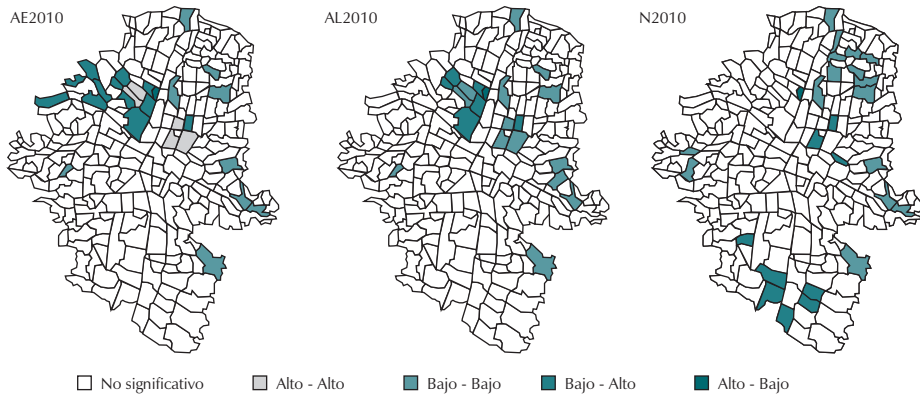 AE2010 AL2010 N2010
No significativo Alto - Alto Bajo - Bajo Bajo - Alto Alto - Bajo